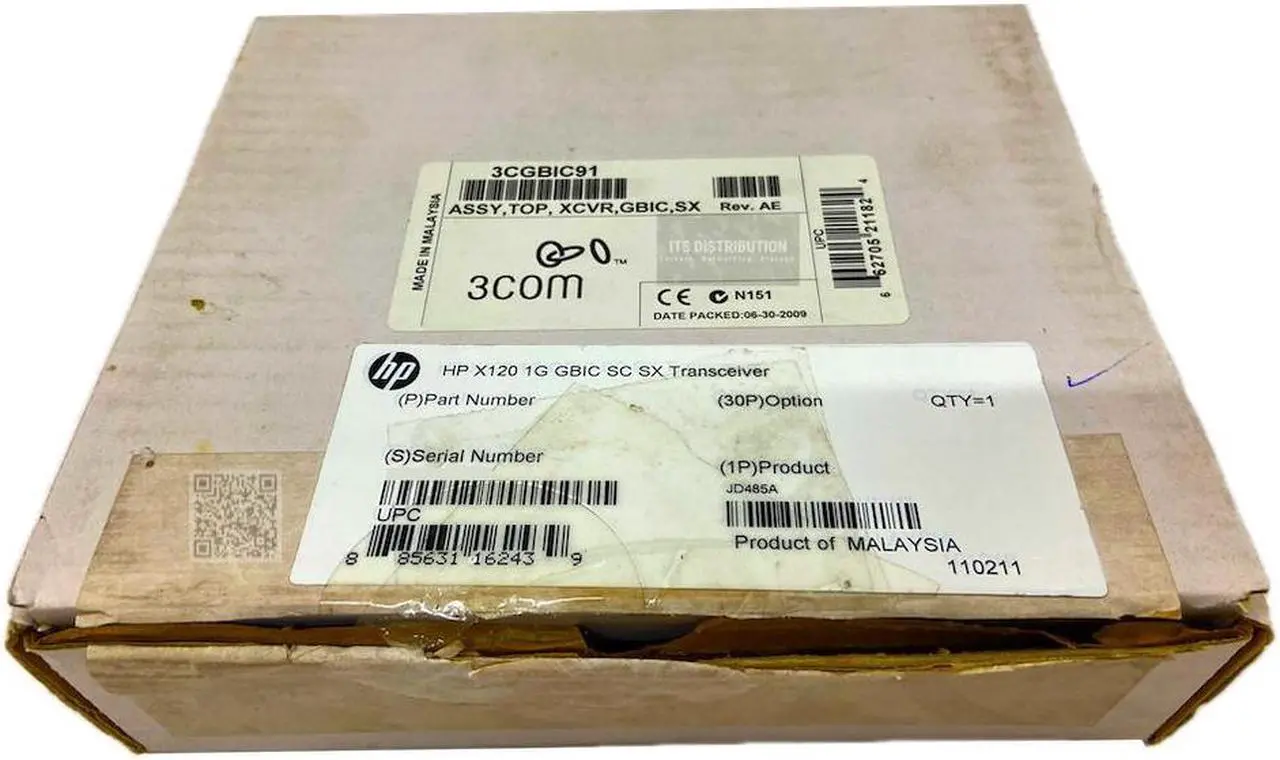 3CGBIC91
ASSY,TOP, XCVR,GBIC,SX Rev. AE
MADE IN MALAYSIA
3COM TM
ITS DISTRIBUTION
CE N151
DATE PACKED:06-30-2009
UPC
6 62705 21182 4
hp HP X120 1G GBIC SC SX Transceiver
(P)Part Number (30P)Option QTY=1
(S)Serial Number (1P)Product
JD485A
UPC
8 85631 16243 9
Product of MALAYSIA
110211